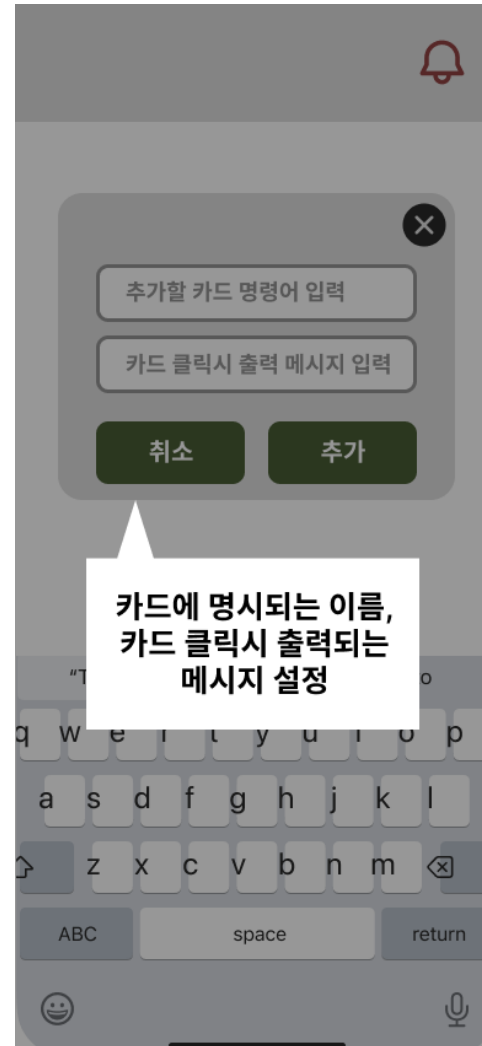 추가할 카드 명령어 입력
카드 클릭시 출력 메시지 입력
취소 추가
카드에 명시되는 이름,
카드 클릭시 출력되는
메시지 설정
“T o
q w e r t y u i o p
a s d f g h j k l
z x c v b n m
ABC space return